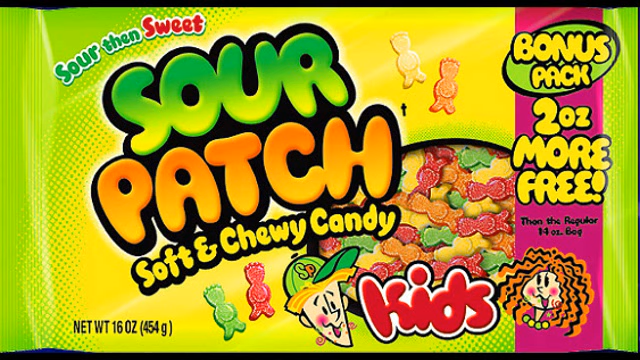 Sour then Sweet
SOUR
PATCH
Soft & Chewy Candy
Kids
SP
NET WT 16 OZ (454 g)
BONUS
PACK
2oz
MORE
FREE!
Than the Regular
14 oz. Bag